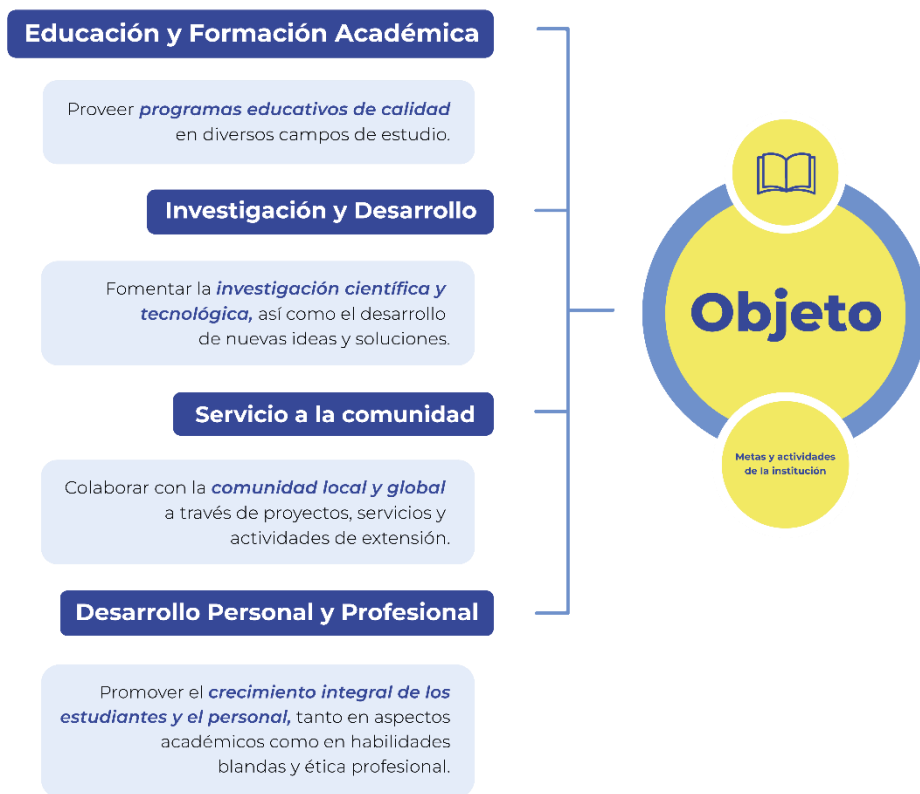 Educación y Formación Académica
Proveer programas educativos de calidad
en diversos campos de estudio.
Investigación y Desarrollo
Fomentar la investigación científica y
tecnológica, así como el desarrollo
de nuevas ideas y soluciones.
Servicio a la comunidad
Colaborar con la comunidad local y global
a través de proyectos, servicios y
actividades de extensión.
Desarrollo Personal y Profesional
Promover el crecimiento integral de los
estudiantes y el personal, tanto en aspectos
académicos como en habilidades
blandas y ética profesional.
Objeto
Metas y actividades
de la institución